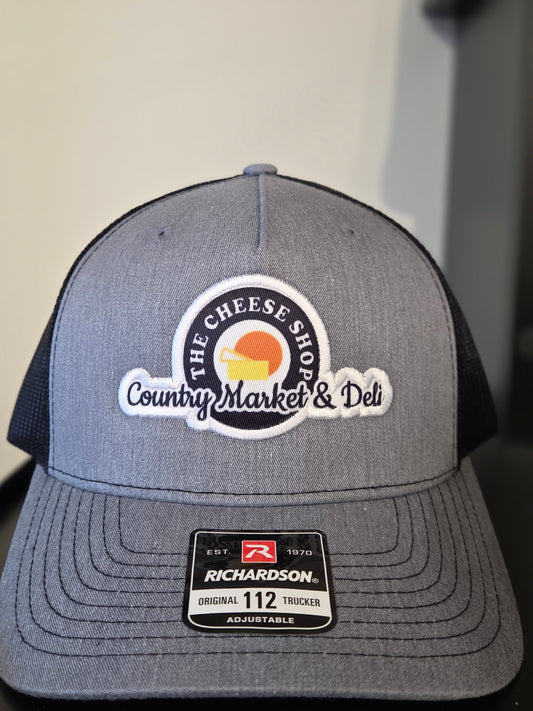 THE CHEESE SHOP
Country Market & Deli
EST. R 1970
RICHARDSON®
ORIGINAL 112 TRUCKER
ADJUSTABLE